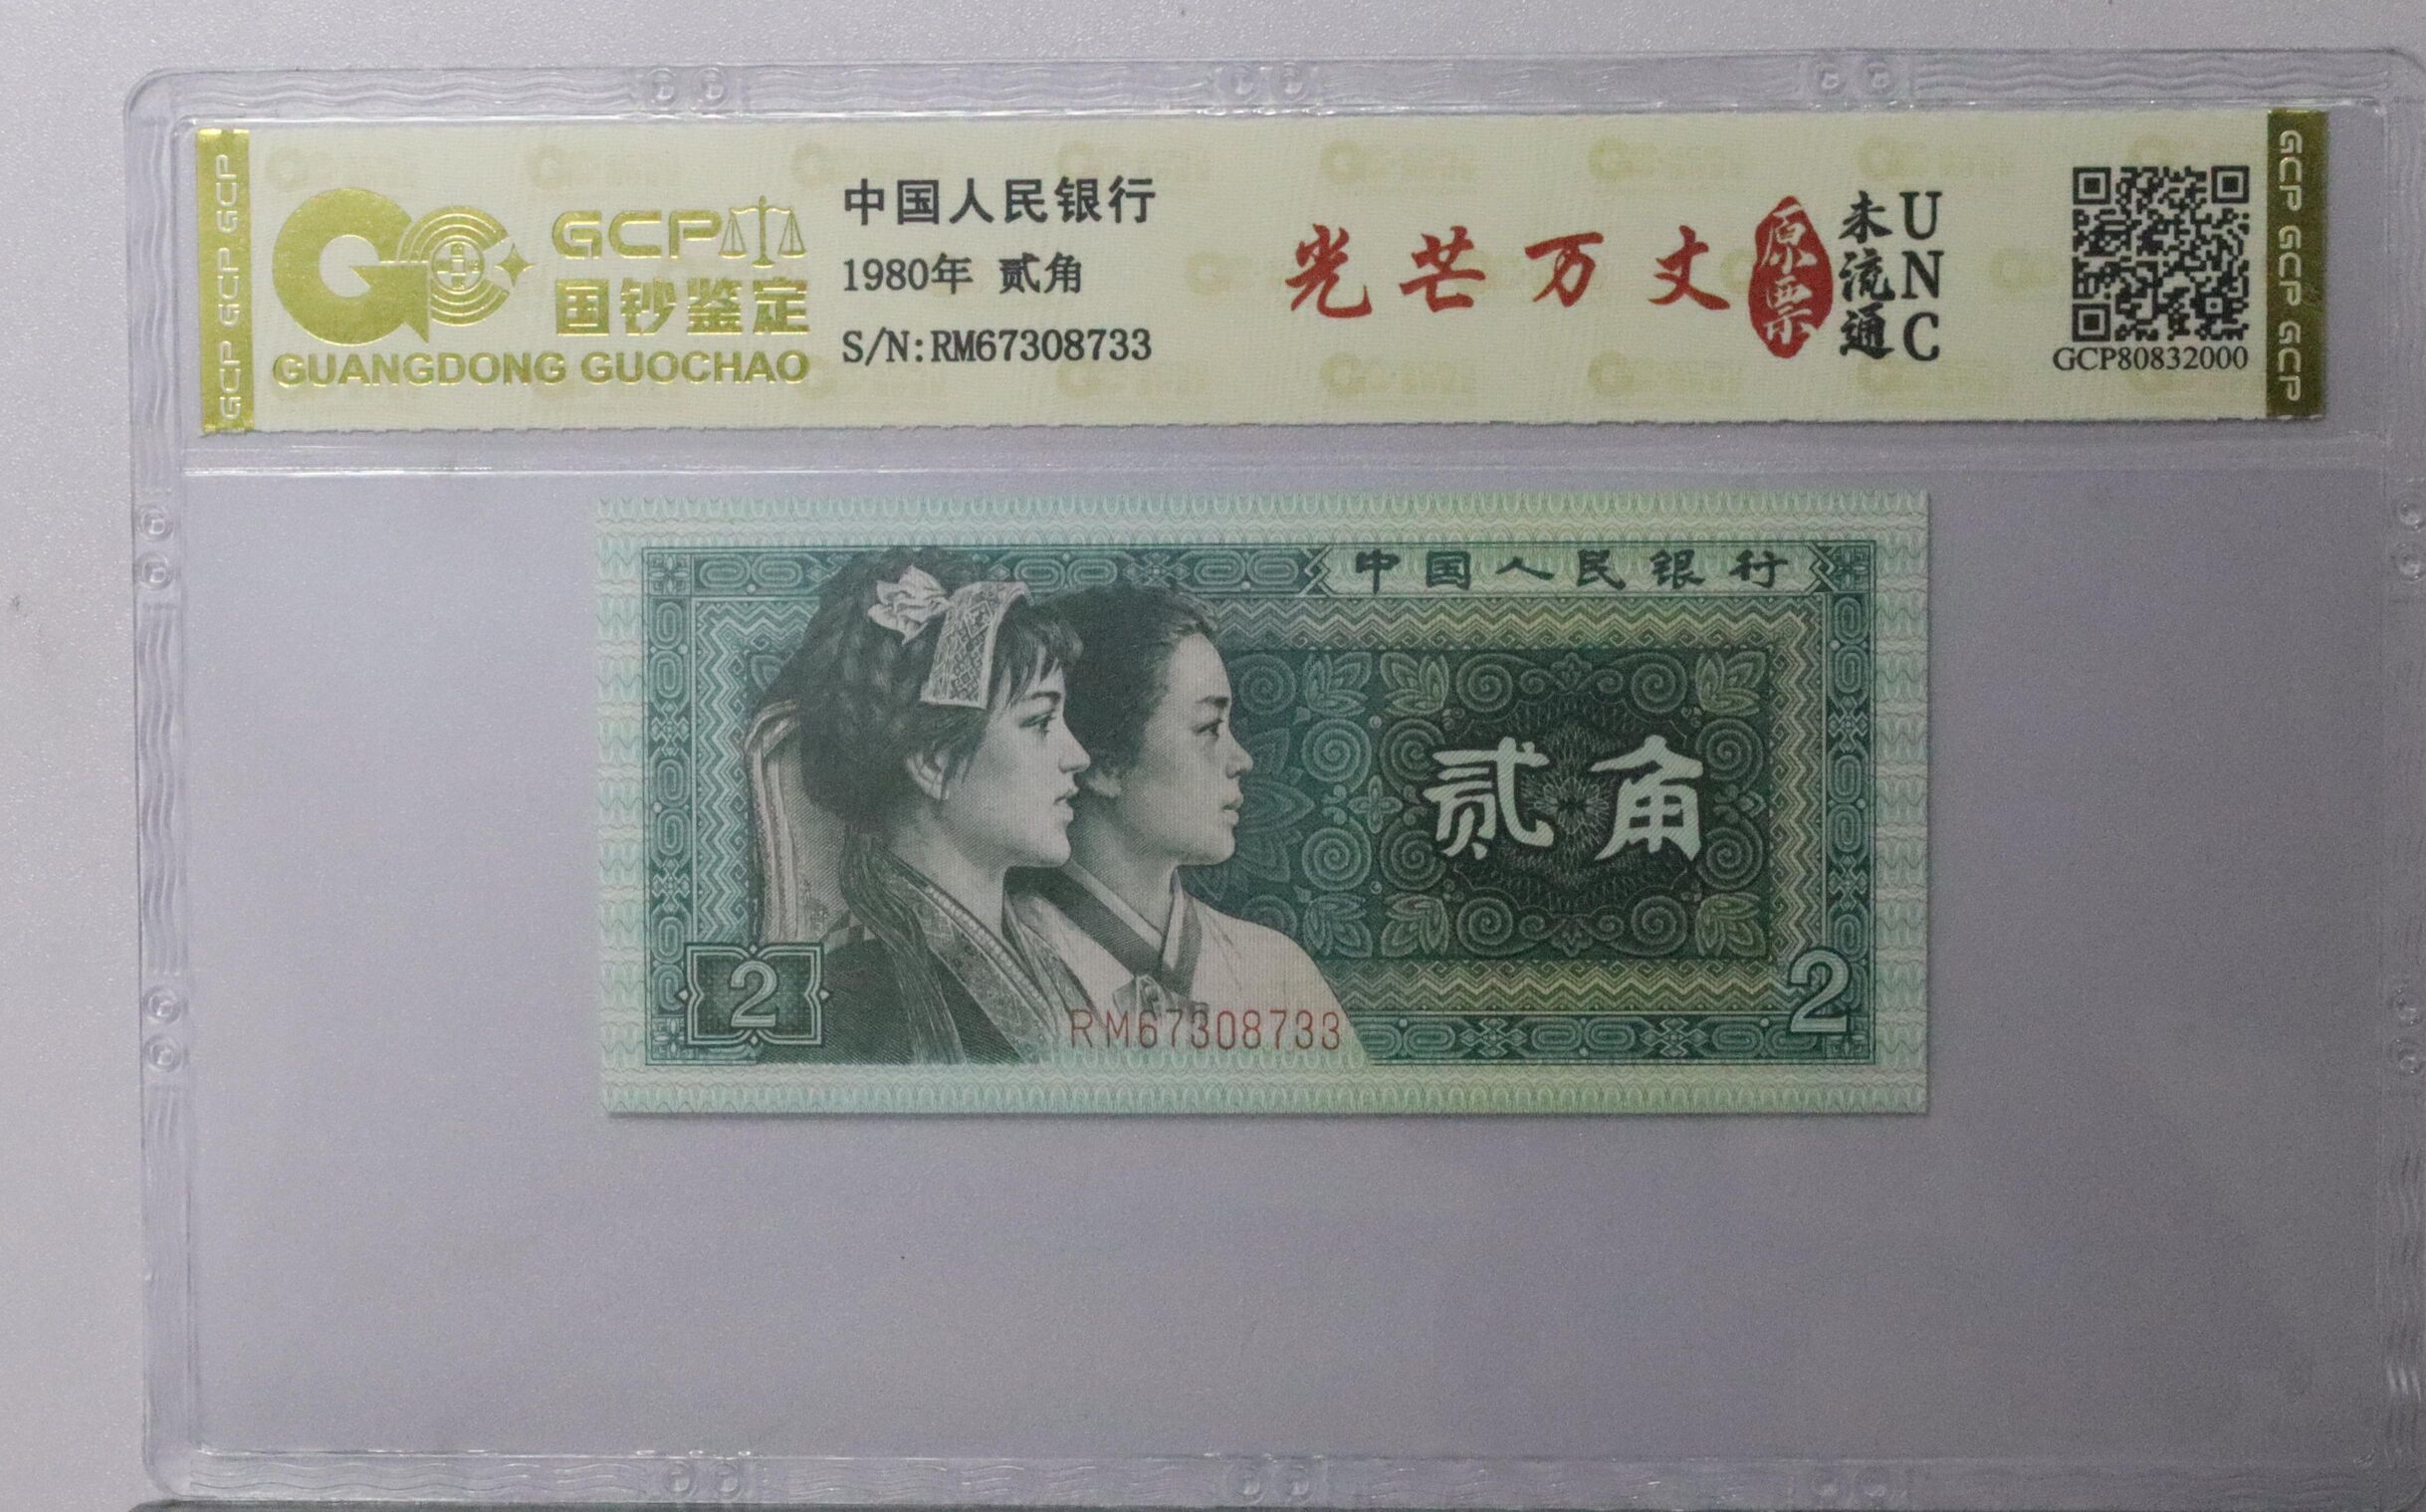 GCP GCP GCP GCP
GCP
国钞鉴定
GUANGDONG GUOCHAO
中国人民银行
1980年 贰角
S/N:RM67308733
光芒万丈
原票
未流通
UNC
GCP80832000
GCP GCP GCP GCP
中国人民银行
贰角
2
RM67308733
2